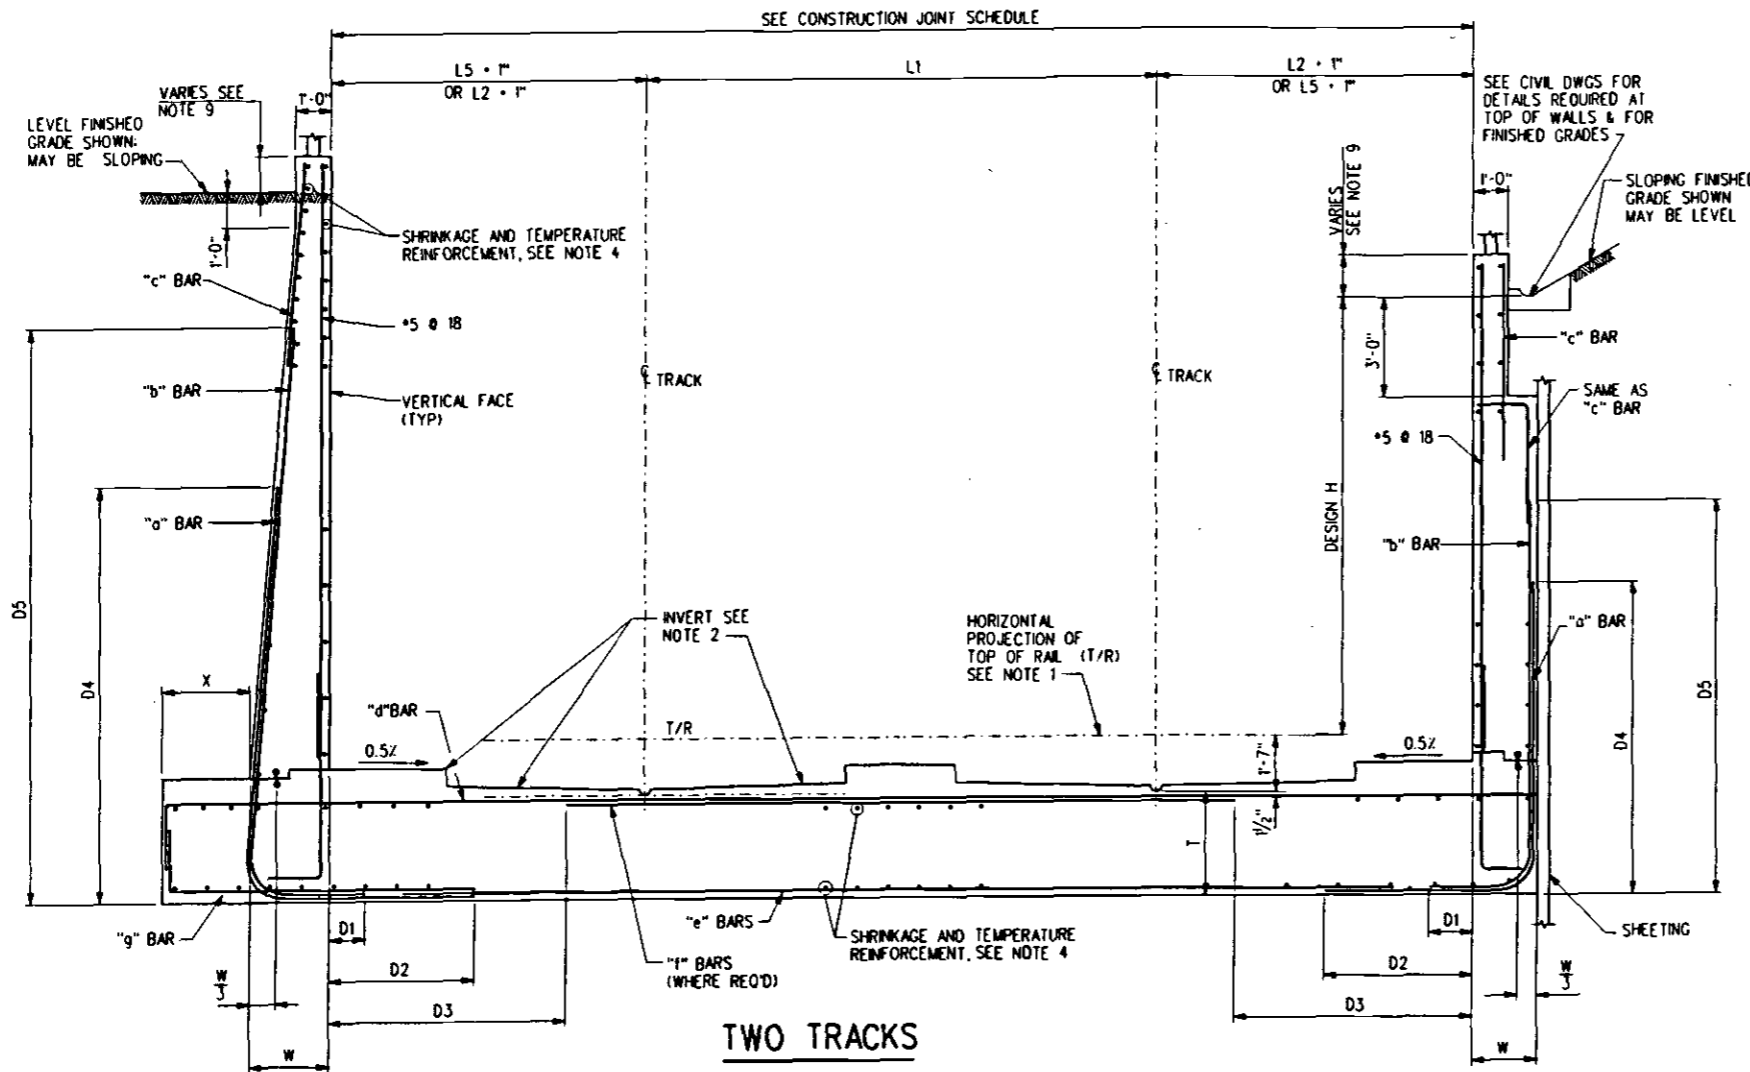 SEE CONSTRUCTION JOINT SCHEDULE
L5 + 1"
OR L2 + 1"
L1
L2 + 1"
OR L5 + 1"
VARIES SEE
NOTE 9
1'-0"
LEVEL FINISHED
GRADE SHOWN:
MAY BE SLOPING
SEE CIVIL DWGS FOR
DETAILS REQUIRED AT
TOP OF WALLS & FOR
FINISHED GRADES
VARIES
SEE NOTE 9
1'-0"
SLOPING FINISHED
GRADE SHOWN
MAY BE LEVEL
1'-0"
SHRINKAGE AND TEMPERATURE
REINFORCEMENT, SEE NOTE 4
"c" BAR
#5 @ 18
"b" BAR
VERTICAL FACE
(TYP)
℄ TRACK
℄ TRACK
3'-0"
"c" BAR
SAME AS
"c" BAR
#5 @ 18
"a" BAR
DESIGN H
"b" BAR
D5
D4
X
INVERT SEE
NOTE 2
HORIZONTAL
PROJECTION OF
TOP OF RAIL (T/R)
SEE NOTE 1
"a" BAR
D5
D4
"d" BAR
T/R
0.5%
0.5%
1'-7"
1½"
T
"g" BAR
D1
"e" BARS
D2
"f" BARS
(WHERE REQ'D)
SHRINKAGE AND TEMPERATURE
REINFORCEMENT, SEE NOTE 4
D1
D2
SHEETING
W
3
D3
D3
W
3
W
W
TWO TRACKS